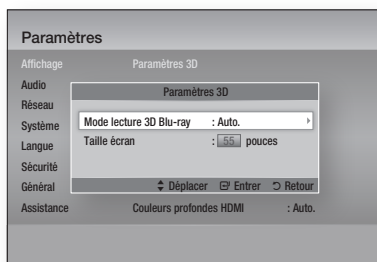 Paramètres
Affichage Paramètres 3D
Audio
Réseau
Système
Langue
Sécurité
Général
Assistance
Paramètres 3D
Mode lecture 3D Blu-ray : Auto.
Taille écran : 55 pouces
Déplacer Entrer Retour
Couleurs profondes HDMI : Auto.